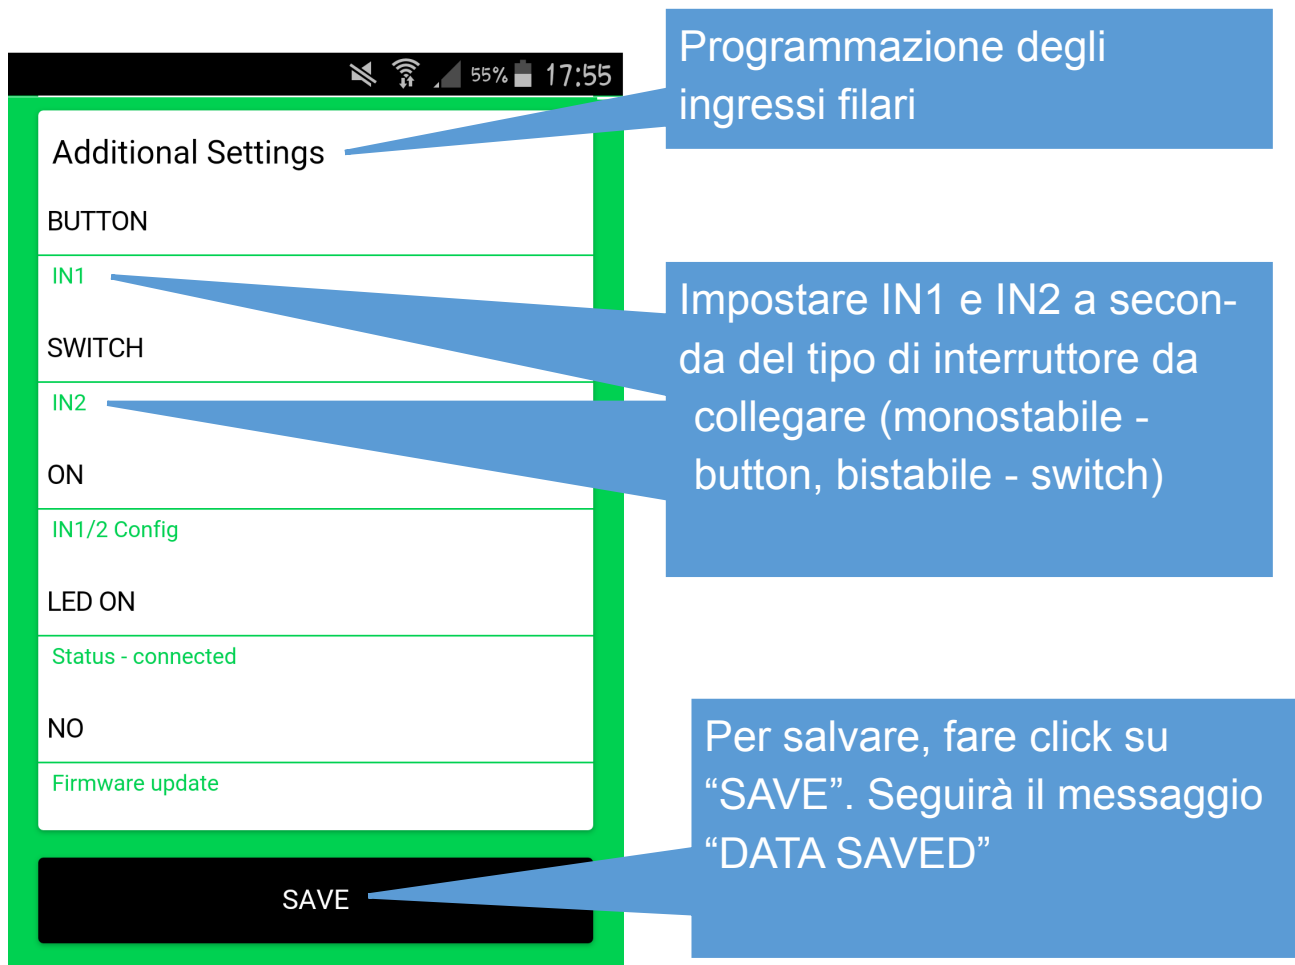 55% 17:55
Additional Settings
BUTTON
IN1
SWITCH
IN2
ON
IN1/2 Config
LED ON
Status - connected
NO
Firmware update
SAVE
Programmazione degli
ingressi filari
Impostare IN1 e IN2 a secon-
da del tipo di interruttore da
collegare (monostabile -
button, bistabile - switch)
Per salvare, fare click su
“SAVE”. Seguirà il messaggio
“DATA SAVED”